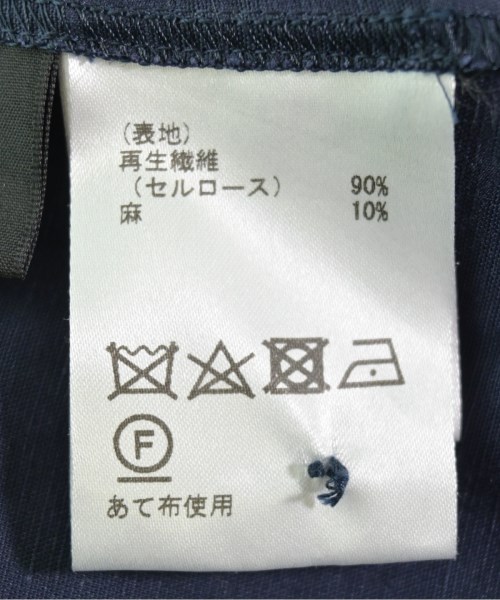 （表地）
再生繊維
（セルロース） 90%
麻 10%
F
あて布使用